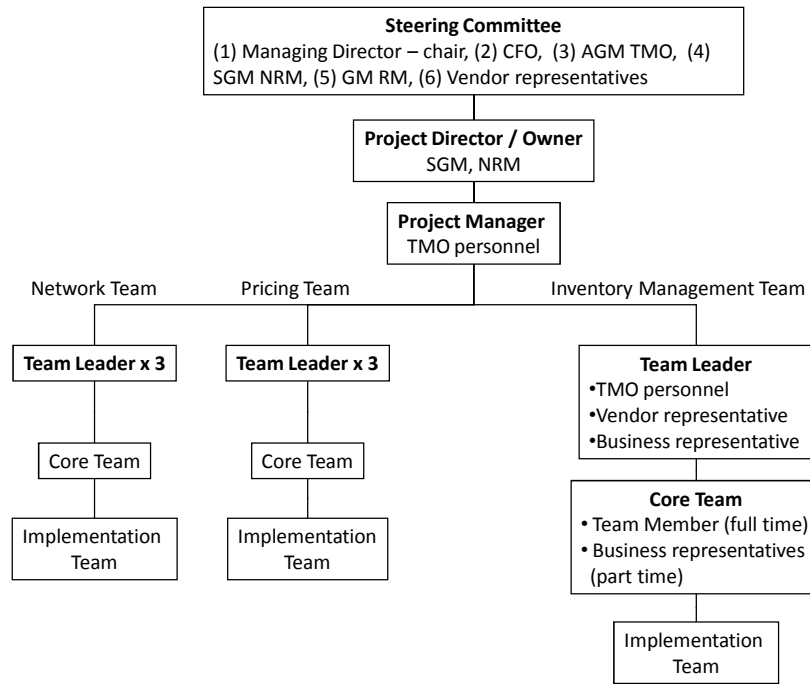 Steering Committee
(1) Managing Director – chair, (2) CFO, (3) AGM TMO, (4)
SGM NRM, (5) GM RM, (6) Vendor representatives
Project Director / Owner
SGM, NRM
Project Manager
TMO personnel
Network Team
Pricing Team
Inventory Management Team
Team Leader x 3
Team Leader x 3
Team Leader
•TMO personnel
•Vendor representative
•Business representative
Core Team
Core Team
Core Team
• Team Member (full time)
• Business representatives
(part time)
Implementation
Team
Implementation
Team
Implementation
Team